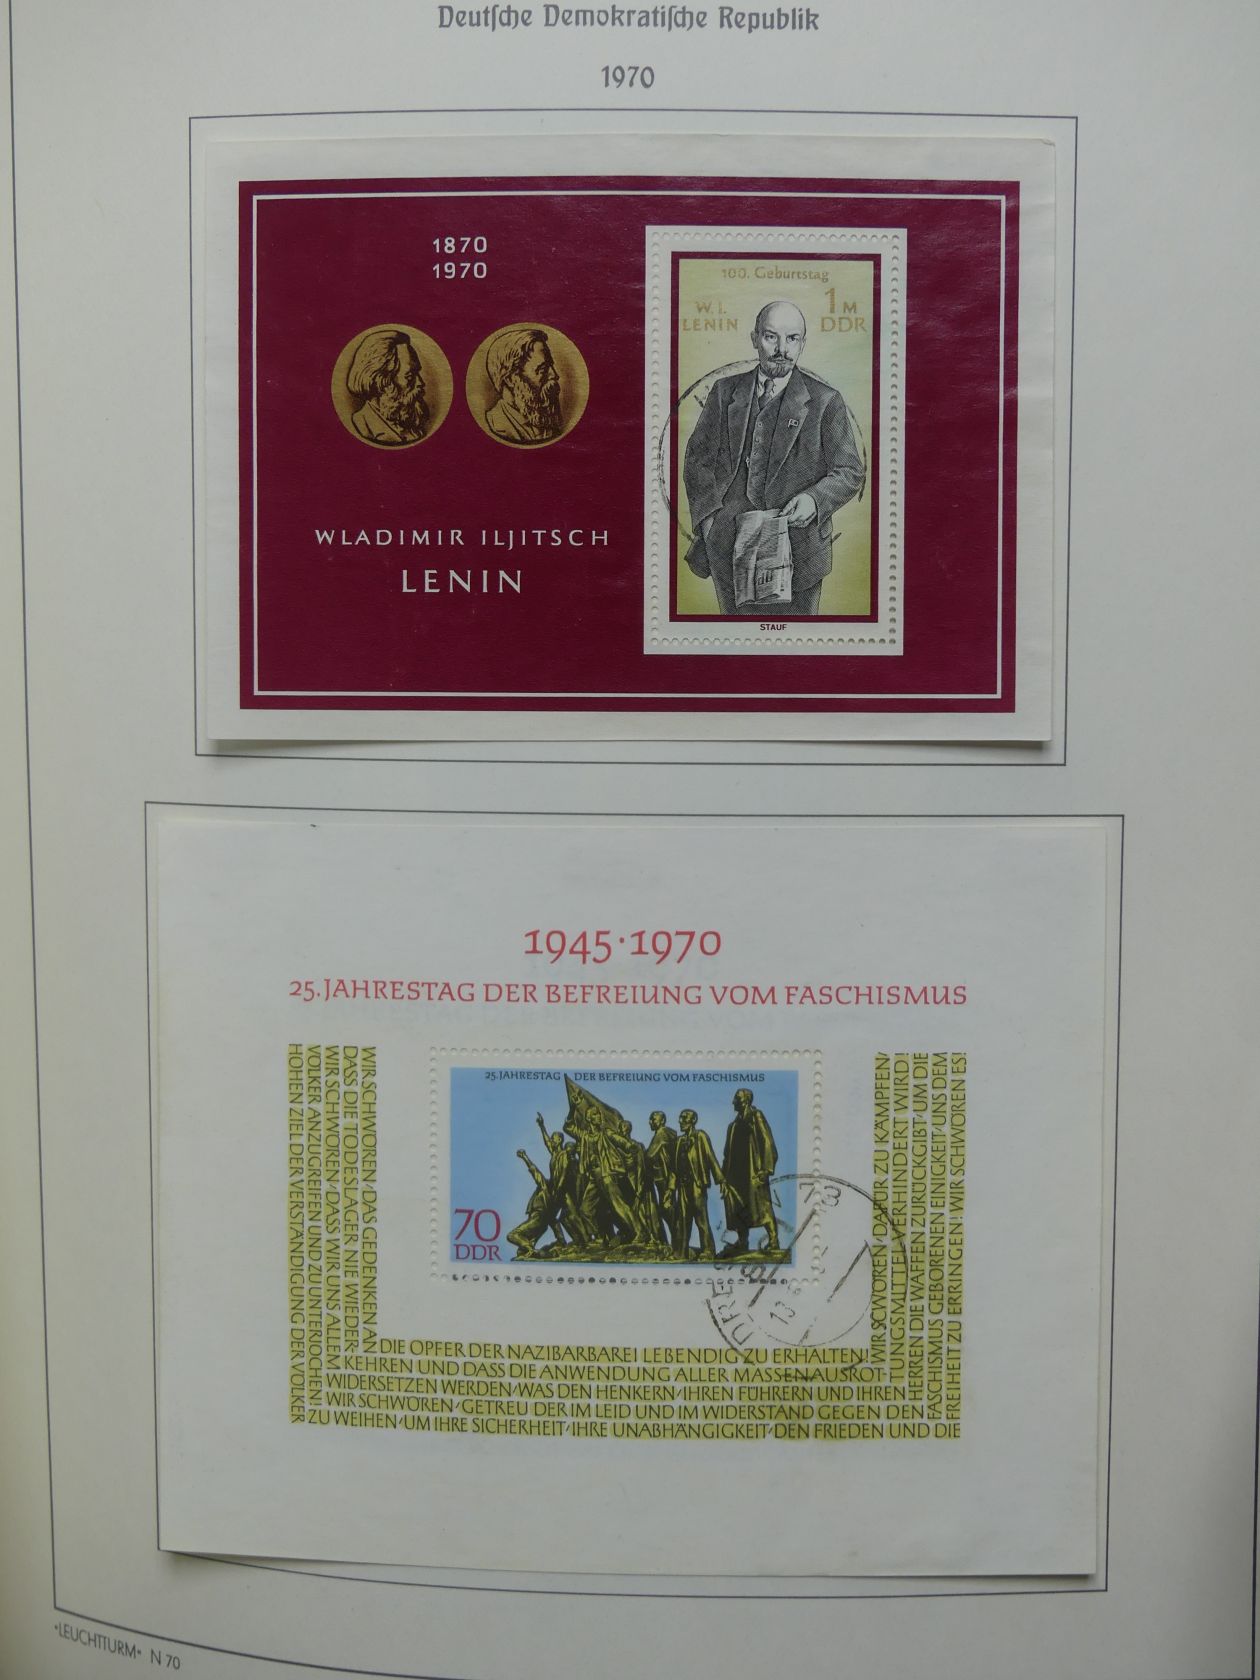 Deutsche Demokratische Republik
1970
1870
1970
WLADIMIR ILJITSCH
LENIN
100. Geburtstag
W. I. LENIN
1 M
DDR
STAUF
1945·1970
25. JAHRESTAG DER BEFREIUNG VOM FASCHISMUS
25. JAHRESTAG DER BEFREIUNG VOM FASCHISMUS
70
DDR
WIR SCHWÖREN, DAS GEDENKEN AN
DIE OPFER DER NAZIBARBAREI LEBENDIG ZU ERHALTEN!
WIR SCHWÖREN, DAFÜR ZU KÄMPFEN,
DASS DIE TODESLAGER NIE WIEDER-
KEHREN UND DASS DIE ANWENDUNG ALLER MASSENAUSROT-
TUNGSMITTEL VERHINDERT WIRD!
WIR SCHWÖREN, DASS WIR UNS ALLEM
WIDERSETZEN WERDEN, WAS DEN HENKERN, IHREN FÜHRERN UND IHREN
HERREN DIE WAFFEN ZURÜCKGIBT, UM DIE
VÖLKER ANZUGREIFEN UND ZU UNTERJOCHEN!
WIR SCHWÖREN, GETREU DER IM LEID UND IM WIDERSTAND GEGEN DEN
FASCHISMUS GEBORENEN EINIGKEIT, UNS DEM
HOHEN ZIEL DER VERSTÄNDIGUNG DER VÖLKER
ZU WEIHEN, UM IHRE SICHERHEIT, IHRE UNABHÄNGIGKEIT, DEN FRIEDEN UND DIE
FREIHEIT ZU ERRINGEN! WIR SCHWÖREN ES!
73
13
"LEUCHTTURM" N 70